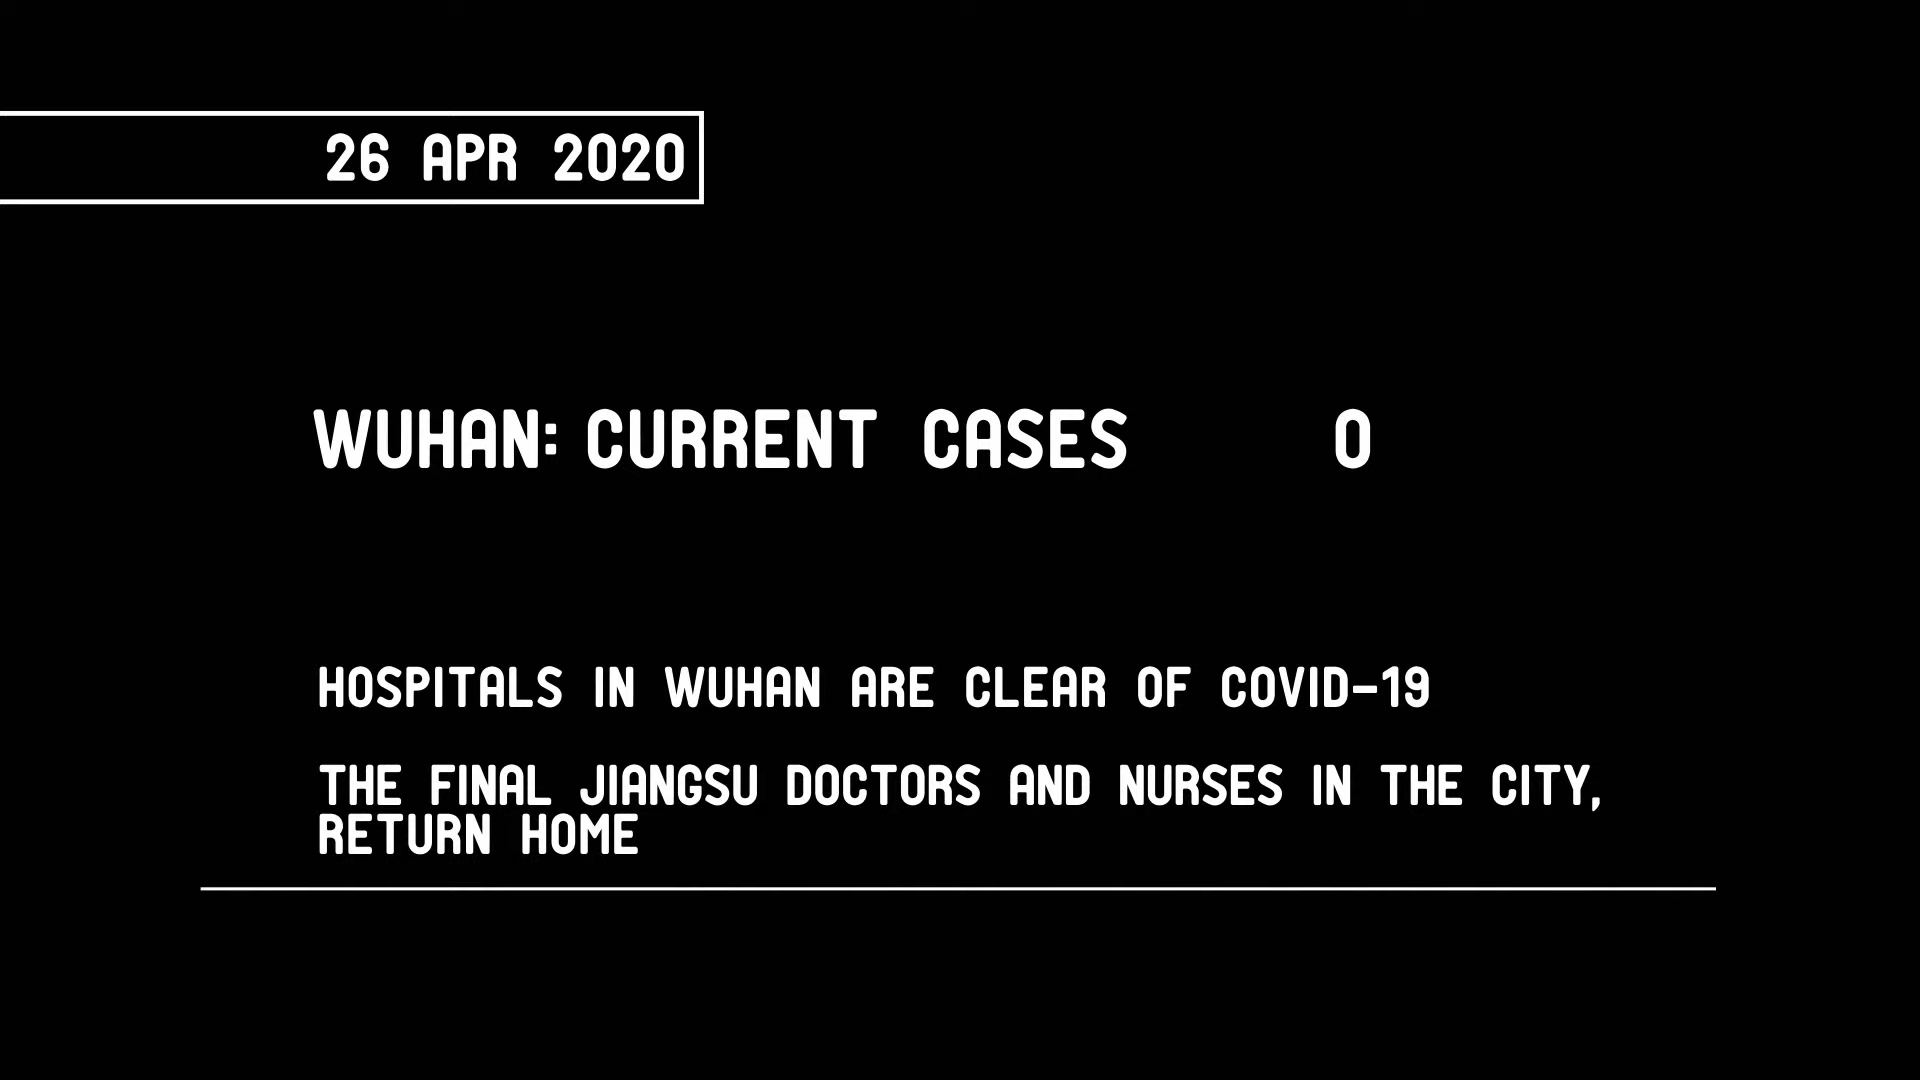 26 APR 2020
WUHAN: CURRENT CASES 0
HOSPITALS IN WUHAN ARE CLEAR OF COVID-19
THE FINAL JIANGSU DOCTORS AND NURSES IN THE CITY,
RETURN HOME